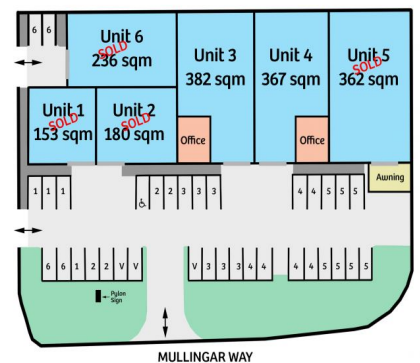 6 6
Unit 6
SOLD
236 sqm
Unit 3
382 sqm
Unit 4
367 sqm
Unit 5
SOLD
362 sqm
Unit 1
SOLD
153 sqm
Unit 2
SOLD
180 sqm
Office
Office
Awning
1 1 1
2 2 3 3 3
4 4 5 5 5
6 6 1 2 2 V V
V 3 3 3 4 4
4 4 5 5 5 5
Pylon
Sign
MULLINGAR WAY